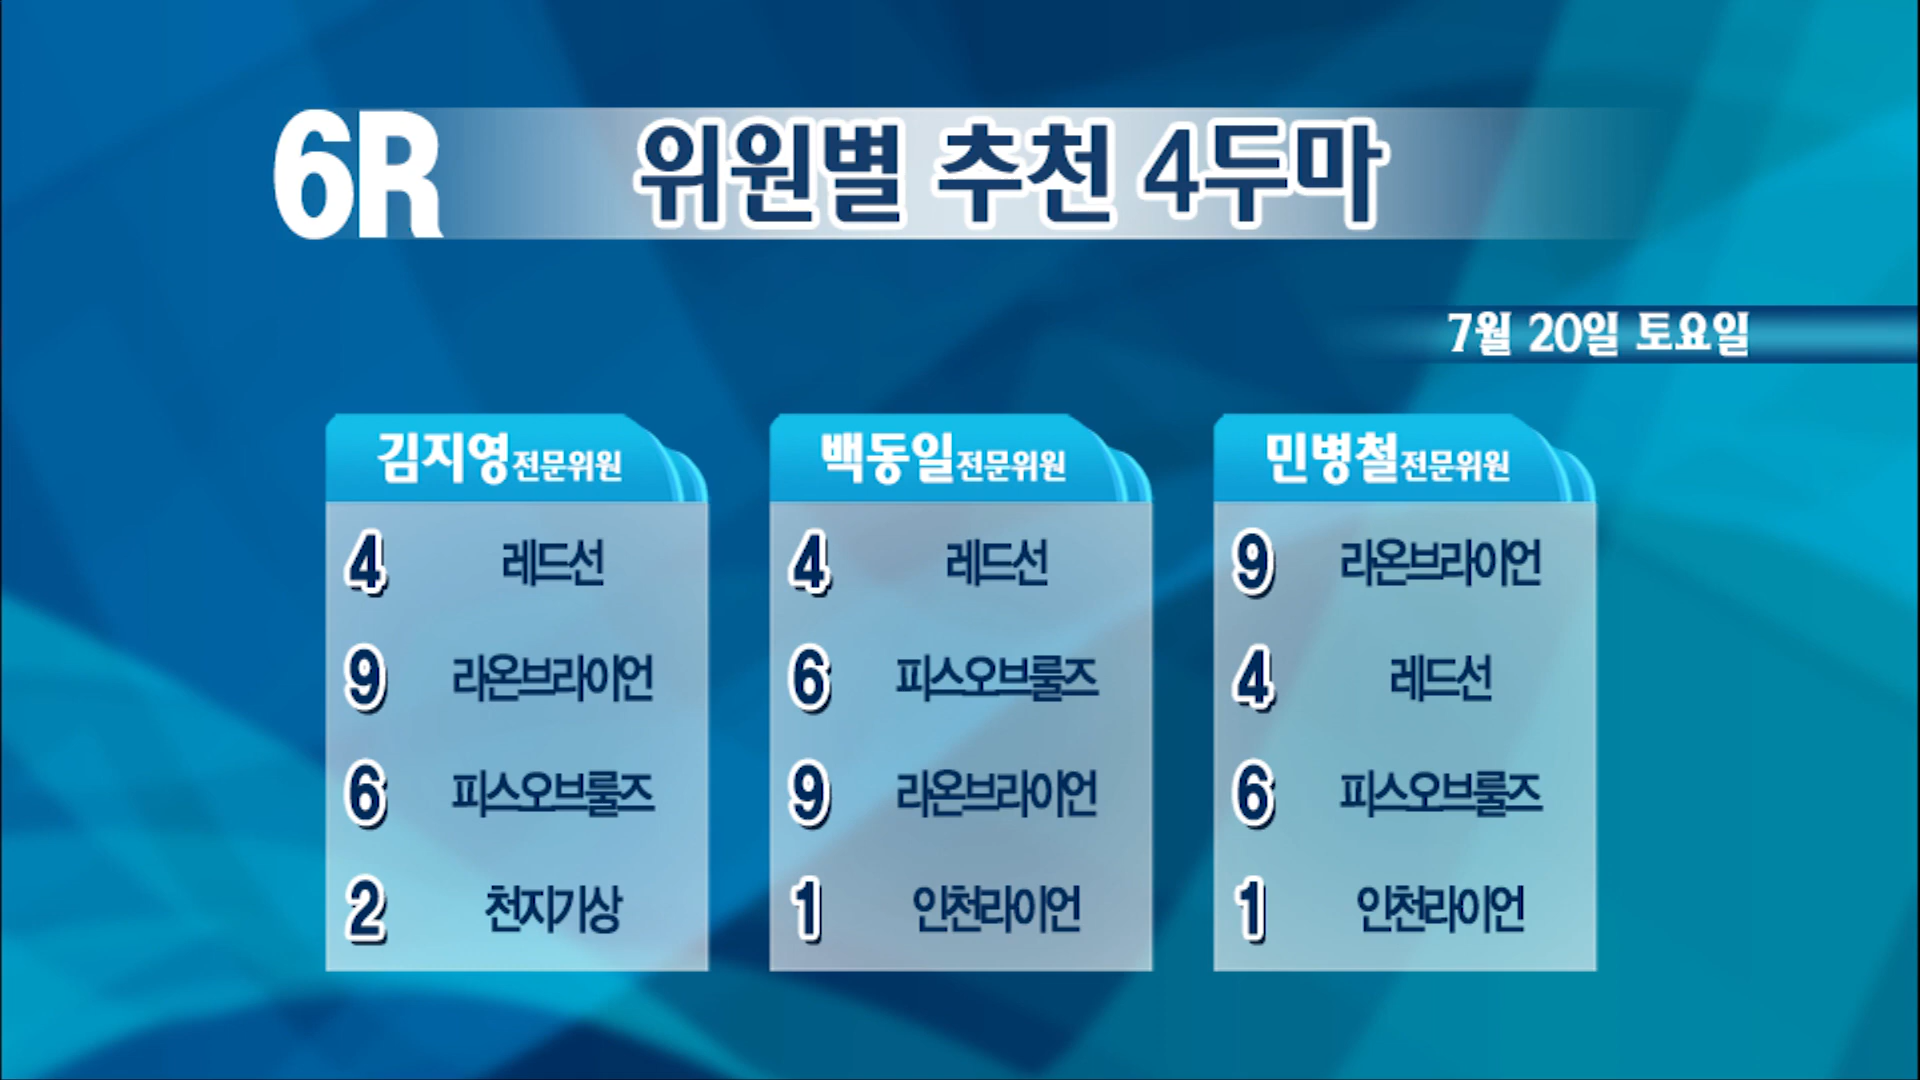 6R 위원별 추천 4두마
7월 20일 토요일
김지영전문위원
4 레드선
9 라온브라이언
6 피스오브룰즈
2 천지가상
백동일전문위원
4 레드선
6 피스오브룰즈
9 라온브라이언
1 인천라이언
민병철전문위원
9 라온브라이언
4 레드선
6 피스오브룰즈
1 인천라이언